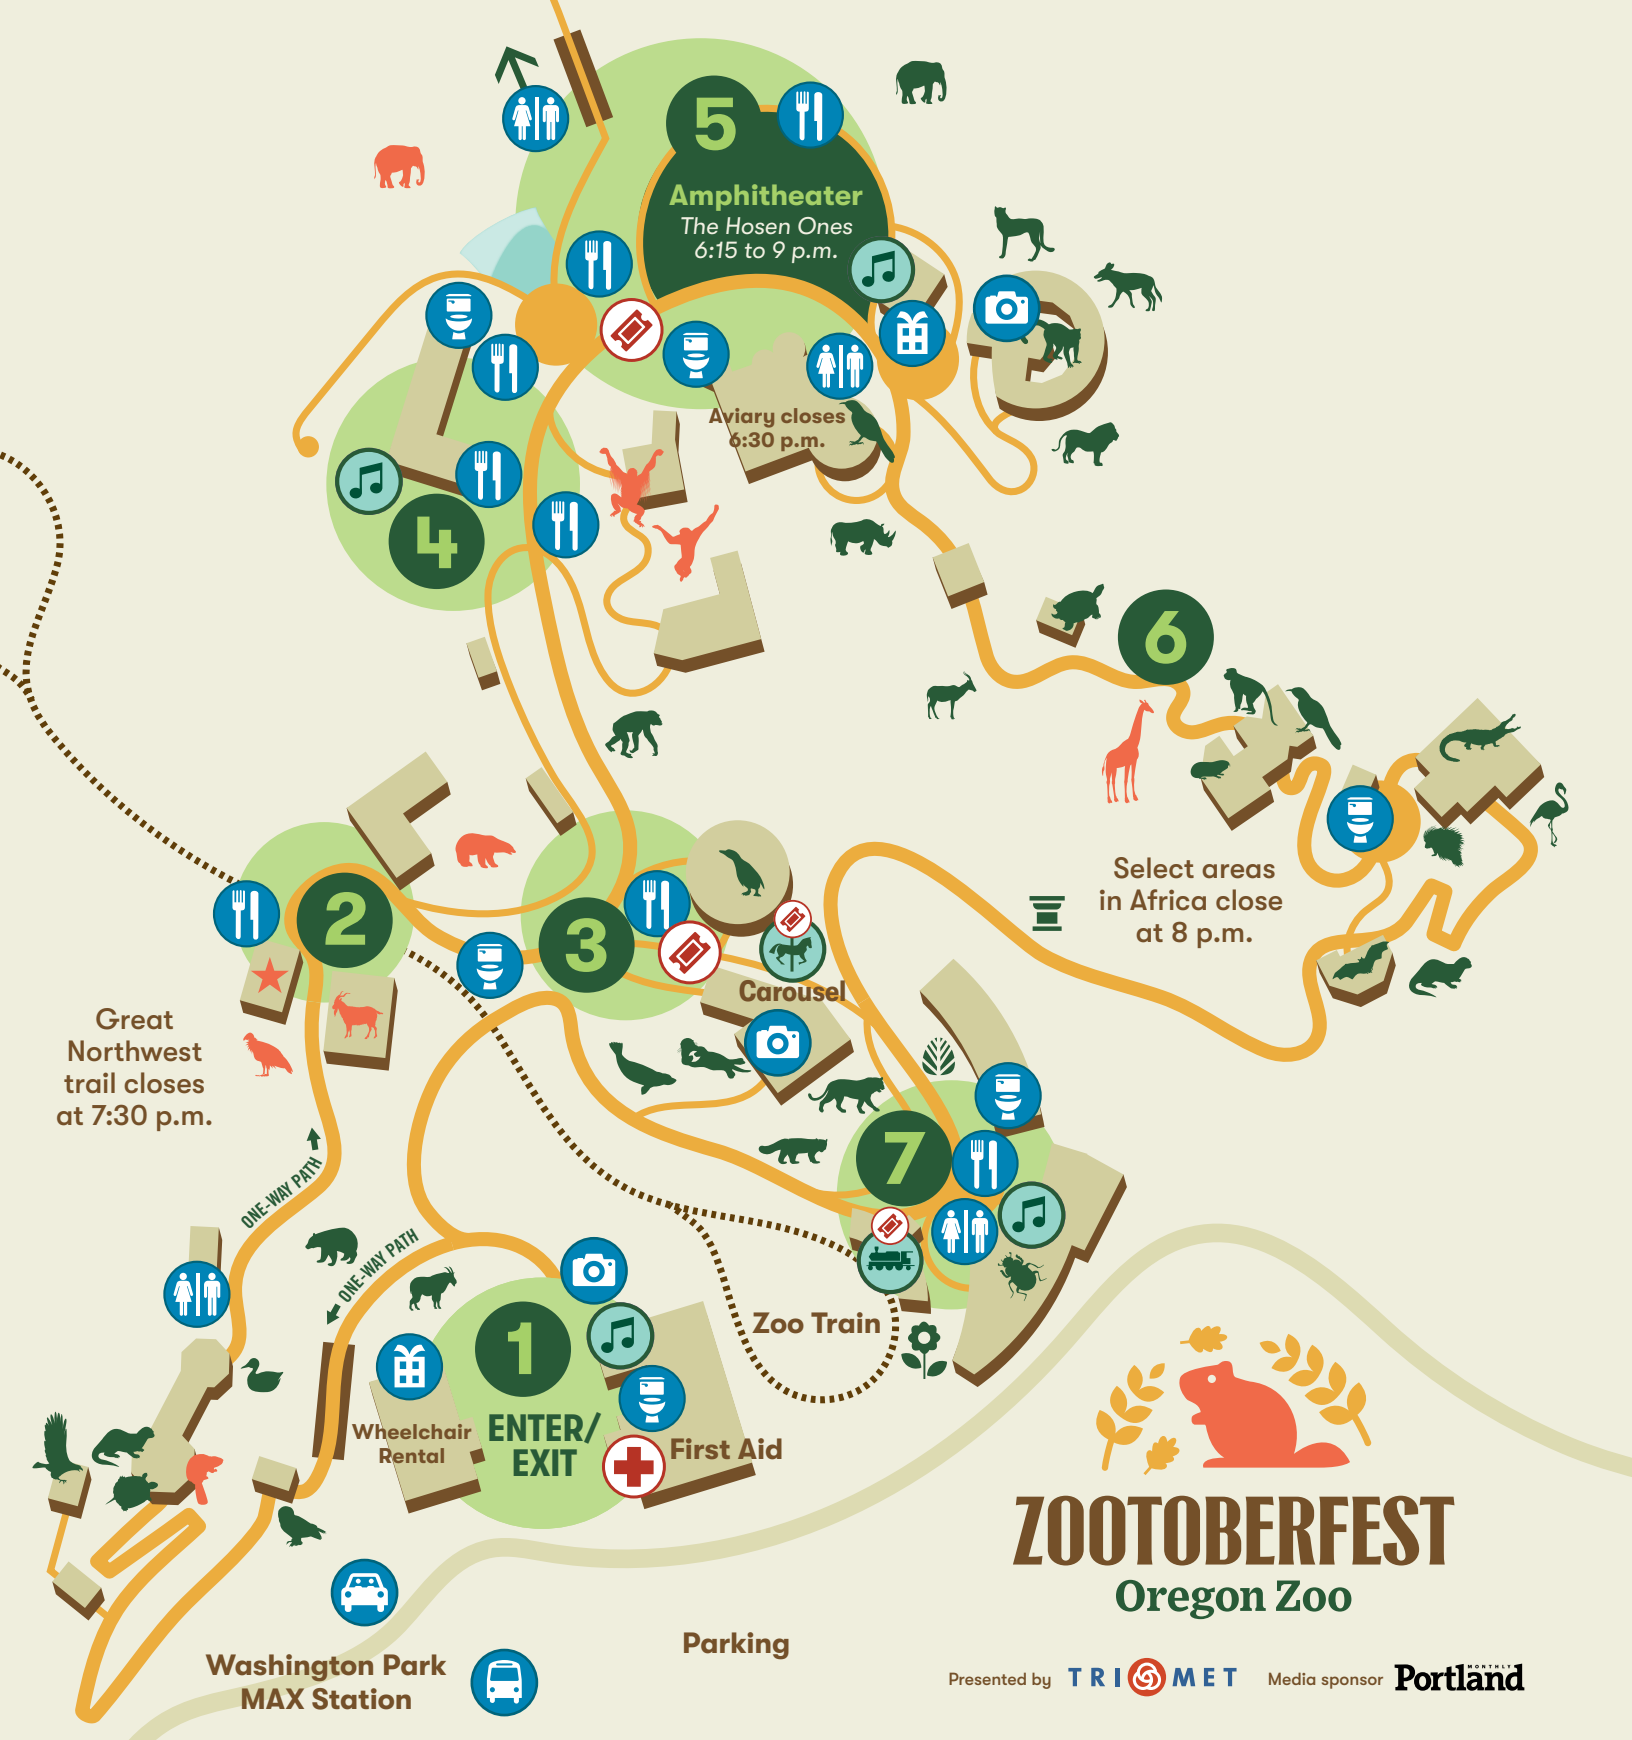 5
Amphitheater
The Hosen Ones
6:15 to 9 p.m.
Aviary closes
6:30 p.m.
4
6
Select areas
in Africa close
at 8 p.m.
2
3
Carousel
Great
Northwest
trail closes
at 7:30 p.m.
ONE-WAY PATH
ONE-WAY PATH
7
Zoo Train
1
ENTER/
EXIT
Wheelchair
Rental
First Aid
Washington Park
MAX Station
Parking
ZOOTOBERFEST
Oregon Zoo
Presented by TRI MET
Media sponsor Portland MONTHLY